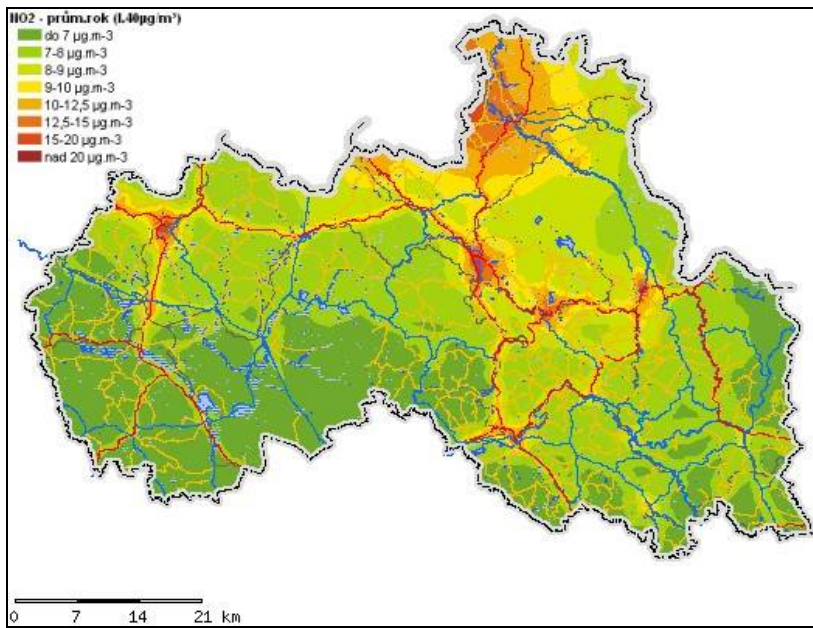 NO2 - prům.rok (I.40µg/m³)
do 7 µg.m-3
7-8 µg.m-3
8-9 µg.m-3
9-10 µg.m-3
10-12,5 µg.m-3
12,5-15 µg.m-3
15-20 µg.m-3
nad 20 µg.m-3
0 7 14 21 km